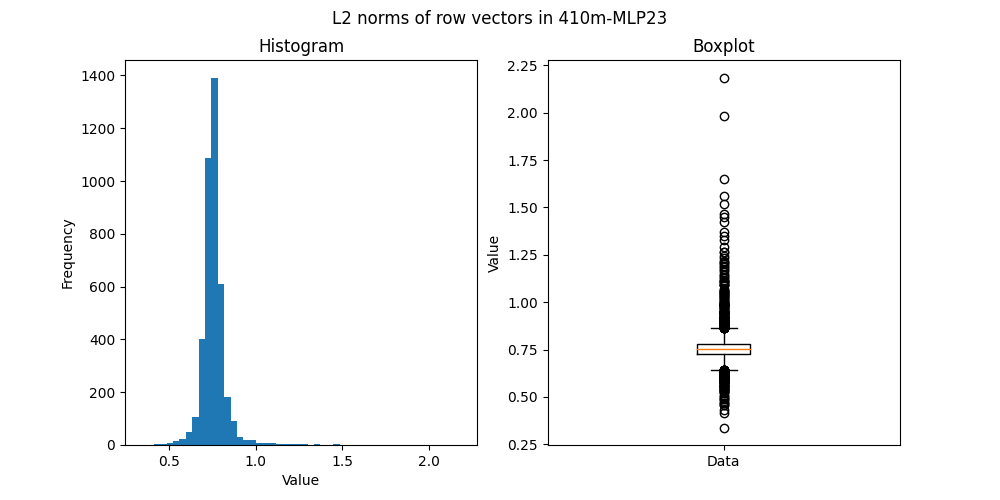 L2 norms of row vectors in 410m-MLP23
Histogram
Frequency
1400
1200
1000
800
600
400
200
0
0.5 1.0 1.5 2.0
Value
Boxplot
Value
2.25
2.00
1.75
1.50
1.25
1.00
0.75
0.50
0.25
Data